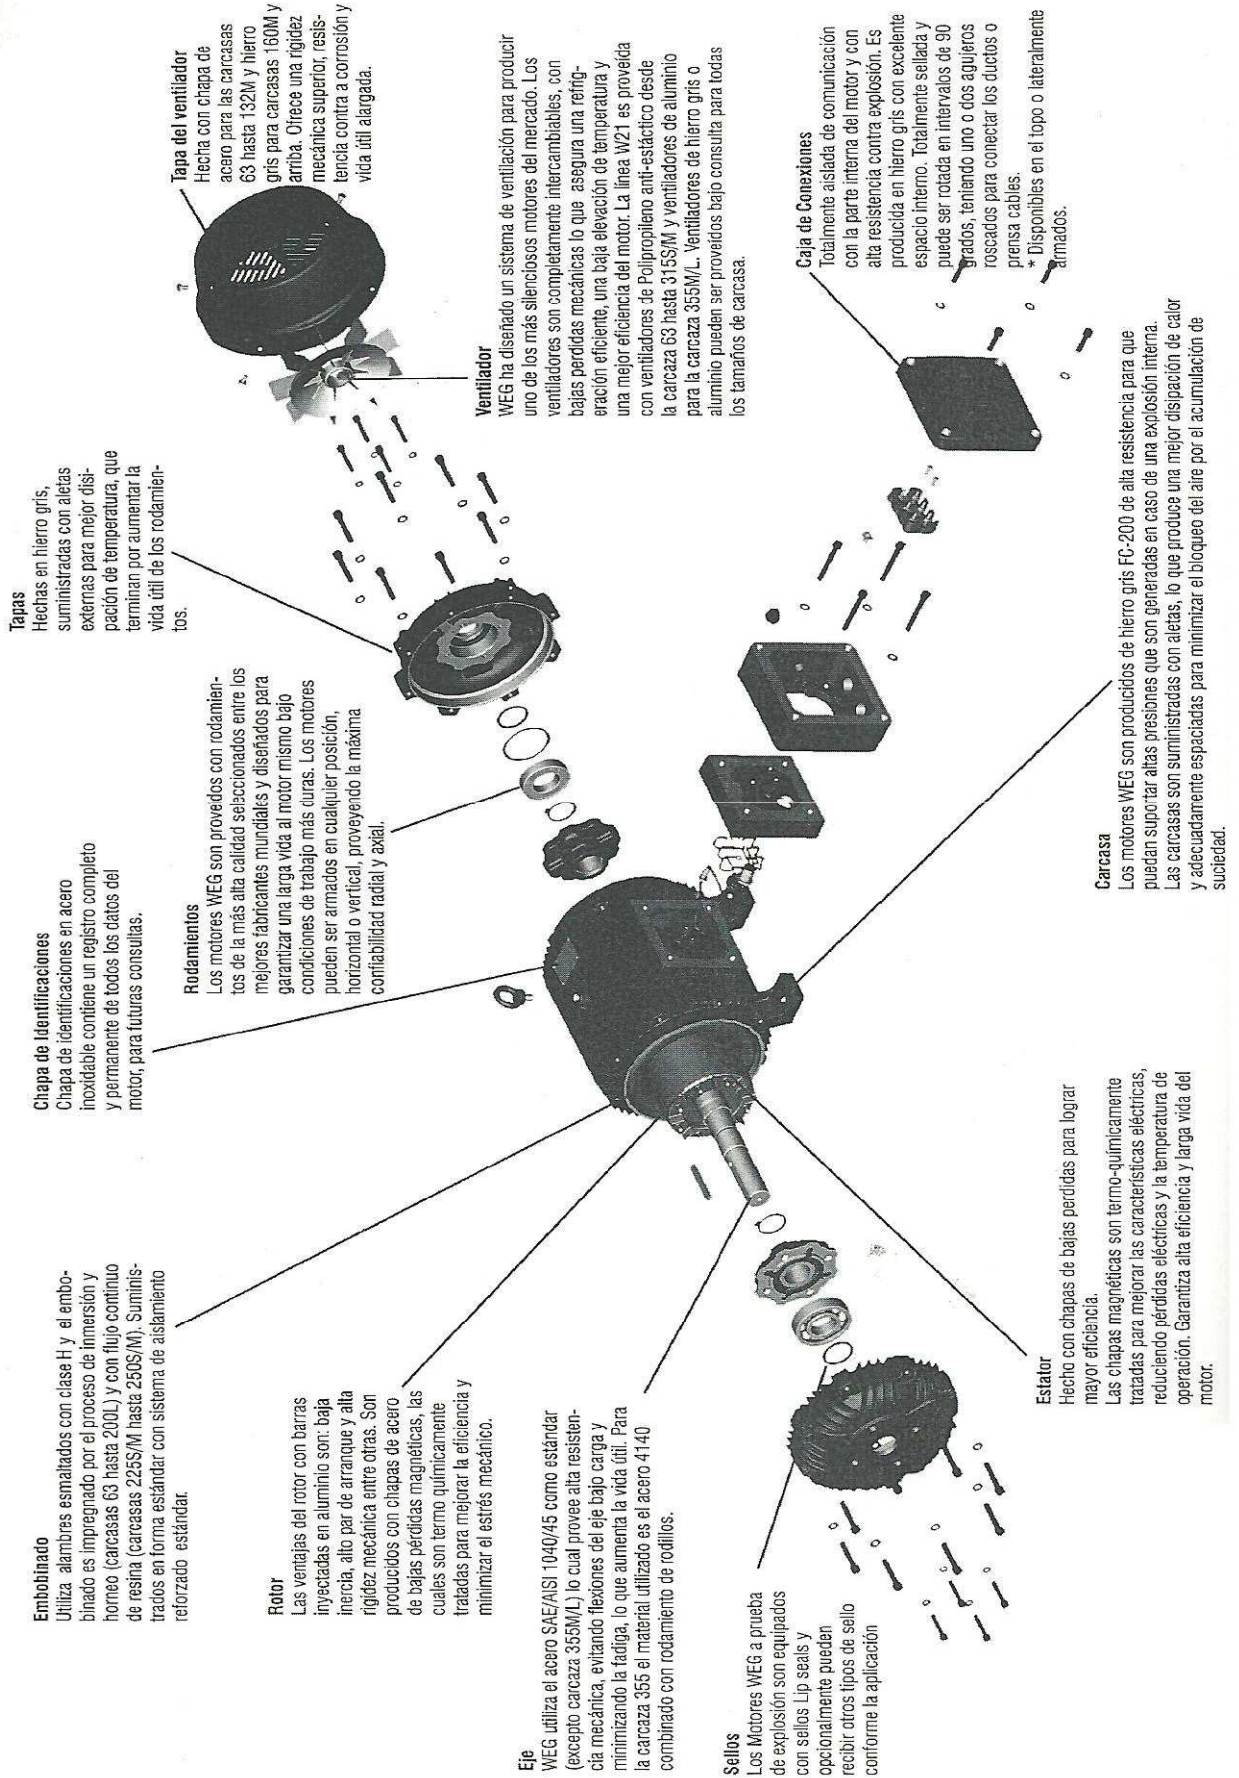 Embobinado
Utiliza alambres esmaltados con clase H y el embo-
binado es impregnado por el proceso de inmersión y
horneo (carcasas 63 hasta 200L) y con flujo continuo
de resina (carcasas 225S/M hasta 250S/M). Suminis-
trados en forma estándar con sistema de aislamiento
reforzado estándar.
Rotor
Las ventajas del rotor con barras
inyectadas en aluminio son: baja
inercia, alto par de arranque y alta
rigidez mecánica entre otras. Son
producidos con chapas de acero
de bajas pérdidas magnéticas, las
cuales son termo químicamente
tratadas para mejorar la eficiencia y
minimizar el estrés mecánico.
Eje
WEG utiliza el acero SAE/AISI 1040/45 como estándar
(excepto carcaza 355M/L) lo cual provee alta resisten-
cia mecánica, evitando flexiones del eje bajo carga y
minimizando la fadiga, lo que aumenta la vida útil. Para
la carcaza 355 el material utilizado es el acero 4140
combinado con rodamiento de rodillos.
Sellos
Los Motores WEG a prueba
de explosión son equipados
con sellos Lip seals y
opcionalmente pueden
recibir otros tipos de sello
conforme la aplicación
Chapa de Identificaciones
Chapa de identificaciones en acero
inoxidable contiene un registro completo
y permanente de todos los datos del
motor, para futuras consultas.
Rodamientos
Los motores WEG son proveidos con rodamien-
tos de la más alta calidad seleccionados entre los
mejores fabricantes mundiales y diseñados para
garantizar una larga vida al motor mismo bajo
condiciones de trabajo más duras. Los motores
pueden ser armados en cualquier posición,
horizontal o vertical, proveyendo la máxima
confiabilidad radial y axial.
Tapas
Hechas en hierro gris,
suministradas con aletas
externas para mejor disi-
pación de temperatura, que
terminan por aumentar la
vida útil de los rodamien-
tos.
Tapa del ventilador
Hecha con chapa de
acero para las carcasas
63 hasta 132M y hierro
gris para carcasas 160M y
arriba. Ofrece una rigidez
mecánica superior, resis-
tencia contra a corrosión y
vida útil alargada.
Ventilador
WEG ha diseñado un sistema de ventilación para producir
uno de los más silenciosos motores del mercado. Los
ventiladores son completamente intercambiables, con
bajas perdidas mecánicas lo que asegura una refrig-
eración eficiente, una baja elevación de temperatura y
una mejor eficiencia del motor. La línea W21 es proveída
con ventiladores de Polipropileno anti-estáctico desde
la carcaza 63 hasta 315S/M y ventiladores de aluminio
para la carcaza 355M/L. Ventiladores de hierro gris o
aluminio pueden ser proveídos bajo consulta para todas
los tamaños de carcasa.
Caja de Conexiones
Totalmente aislada de comunicación
con la parte interna del motor y con
alta resistencia contra explosión. Es
producida en hierro gris con excelente
espacio interno. Totalmente sellada y
puede ser rotada en intervalos de 90
grados, teniendo uno o dos agujeros
roscados para conectar los ductos o
prensa cables.
* Disponibles en el topo o lateralmente
armados.
Estator
Hecho con chapas de bajas perdidas para lograr
mayor eficiencia.
Las chapas magnéticas son termo-químicamente
tratadas para mejorar las características eléctricas,
reduciendo pérdidas eléctricas y la temperatura de
operación. Garantiza alta eficiencia y larga vida del
motor.
Carcasa
Los motores WEG son producidos de hierro gris FC-200 de alta resistencia para que
puedan suportar altas presiones que son generadas en caso de una explosión interna.
Las carcasas son suministradas con aletas, lo que produce una mejor disipación de calor
y adecuadamente espaciadas para minimizar el bloqueo del aire por el acumulación de
suciedad.